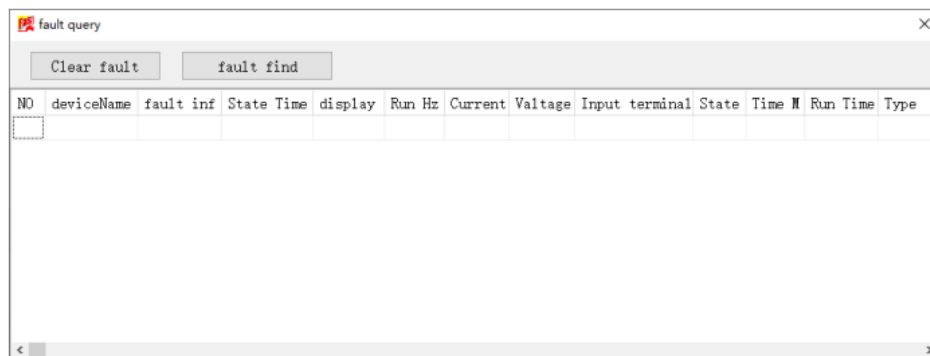 fault query
Clear fault fault find
NO deviceName fault inf State Time display Run Hz Current Valtage Input terminal State Time M Run Time Type